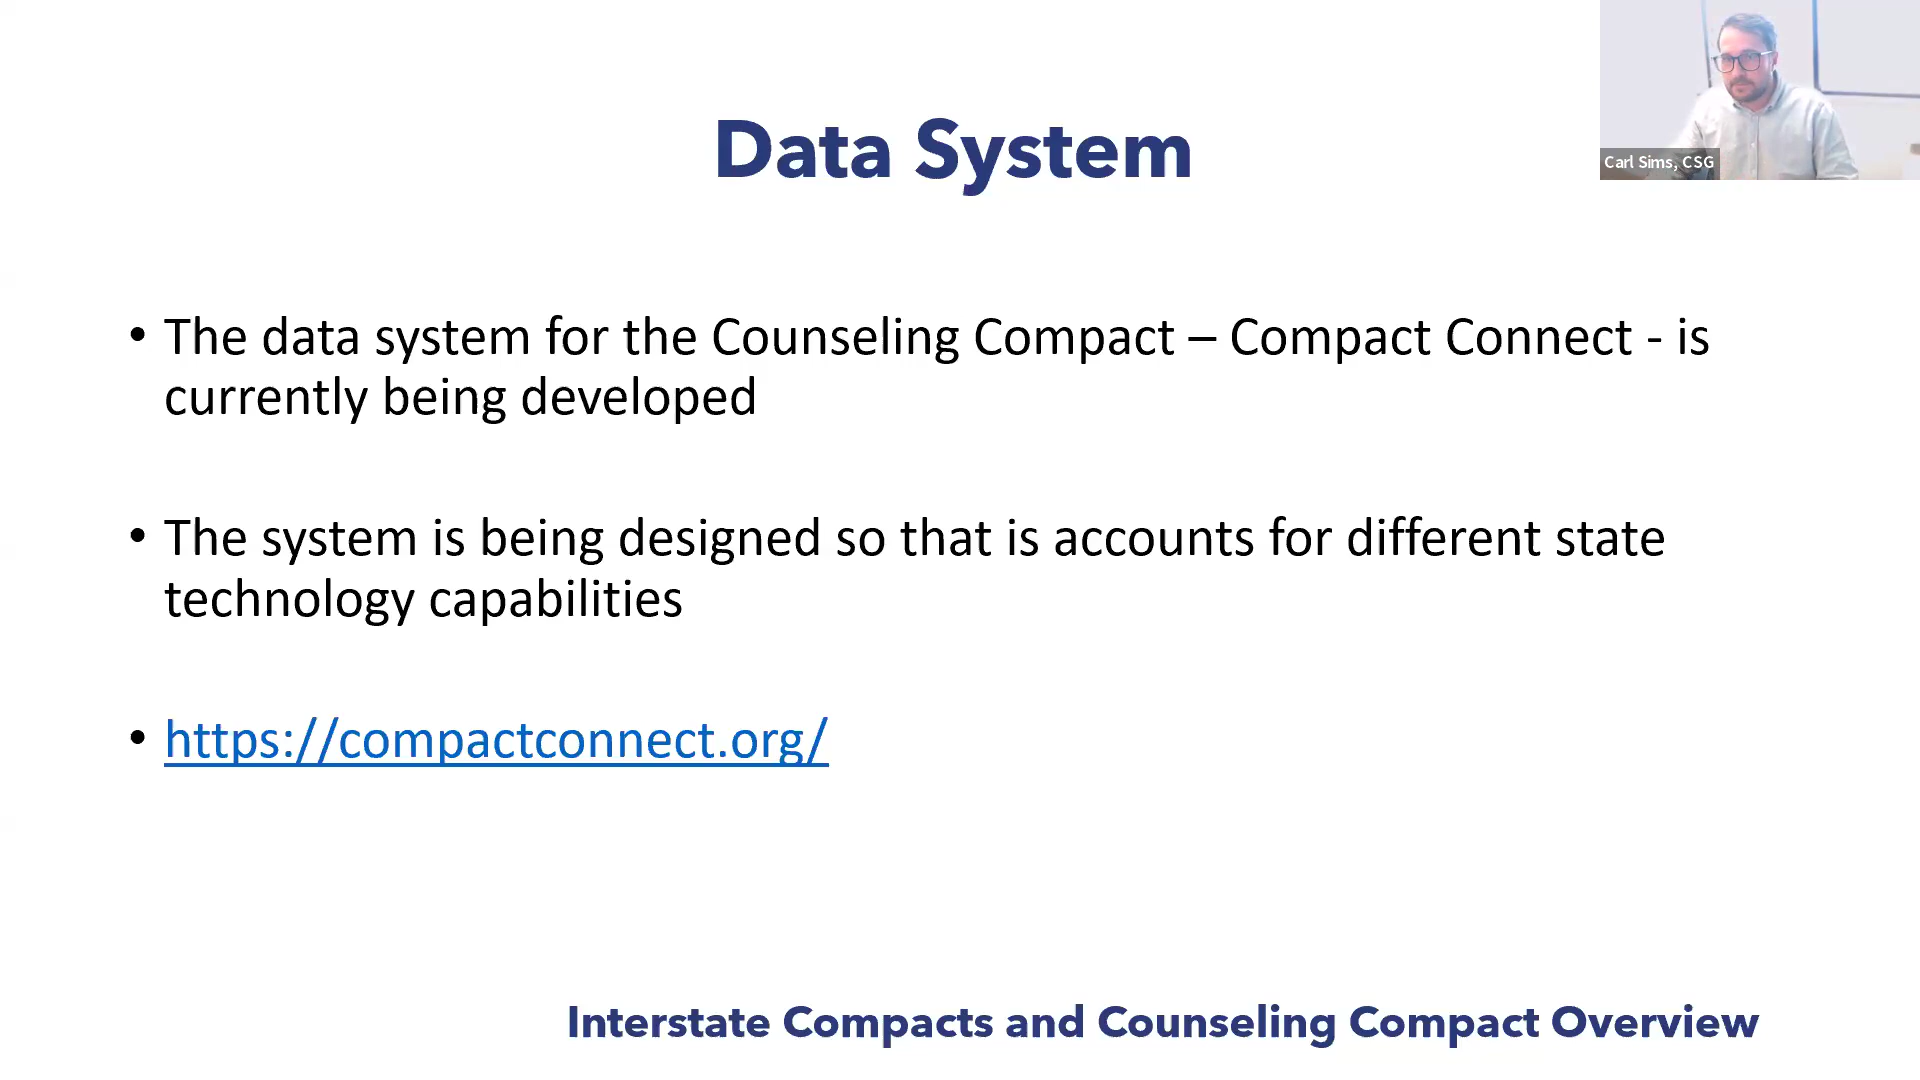 Data System
Carl Sims, CSG
• The data system for the Counseling Compact – Compact Connect - is
currently being developed
• The system is being designed so that is accounts for different state
technology capabilities
• https://compactconnect.org/
Interstate Compacts and Counseling Compact Overview